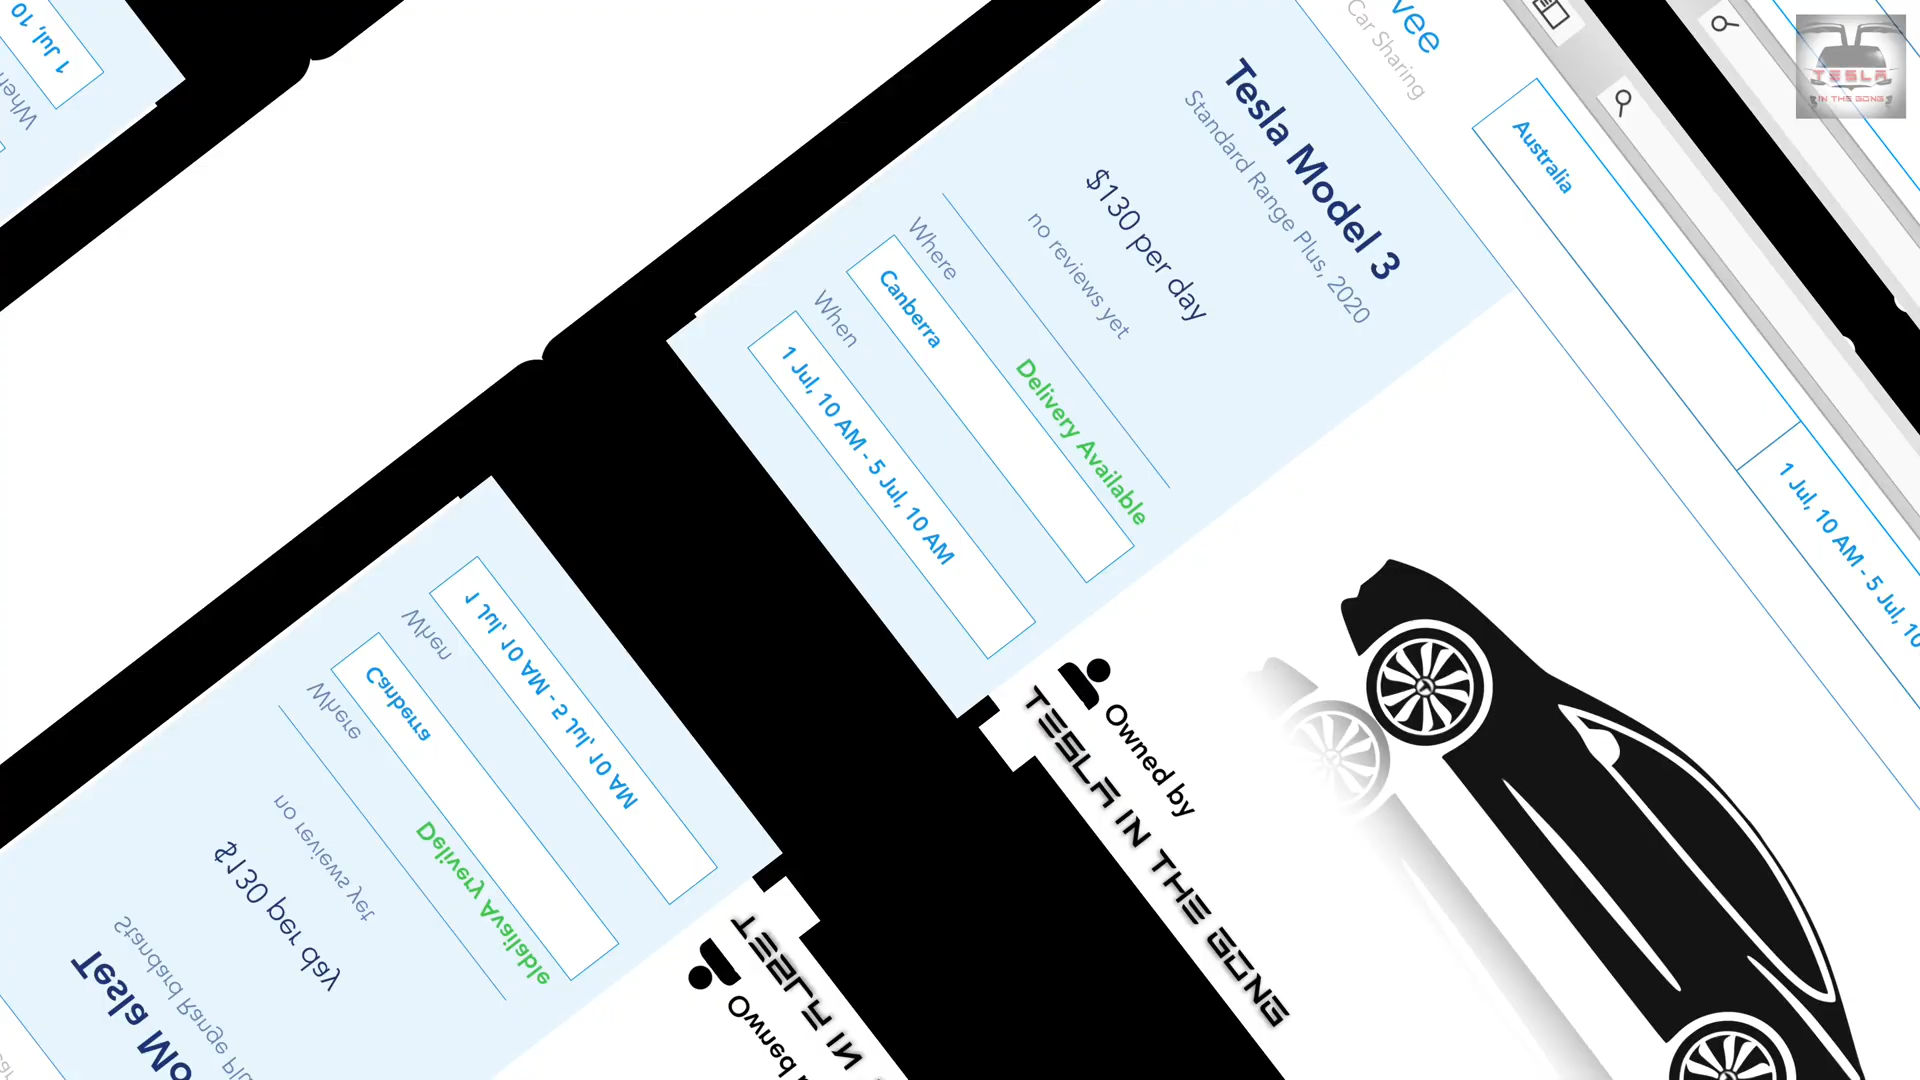 vee
Car Sharing
Australia
1 Jul, 10 AM - 5 Jul, 10
Tesla Model 3
Standard Range Plus, 2020
$130 per day
no reviews yet
Where
Canberra
Delivery Available
When
1 Jul, 10 AM - 5 Jul, 10 AM
Owned by
TESLA IN THE GONG
TESLA
IN THE GONG
1 Jul, 10
When
1 Jul, 10 AM - 5 Jul, 10 AM
When
Canberra
Where
Delivery Available
no reviews yet
$130 per day
Standard Range Plu
Tesla Mo
TESLA IN
Owned